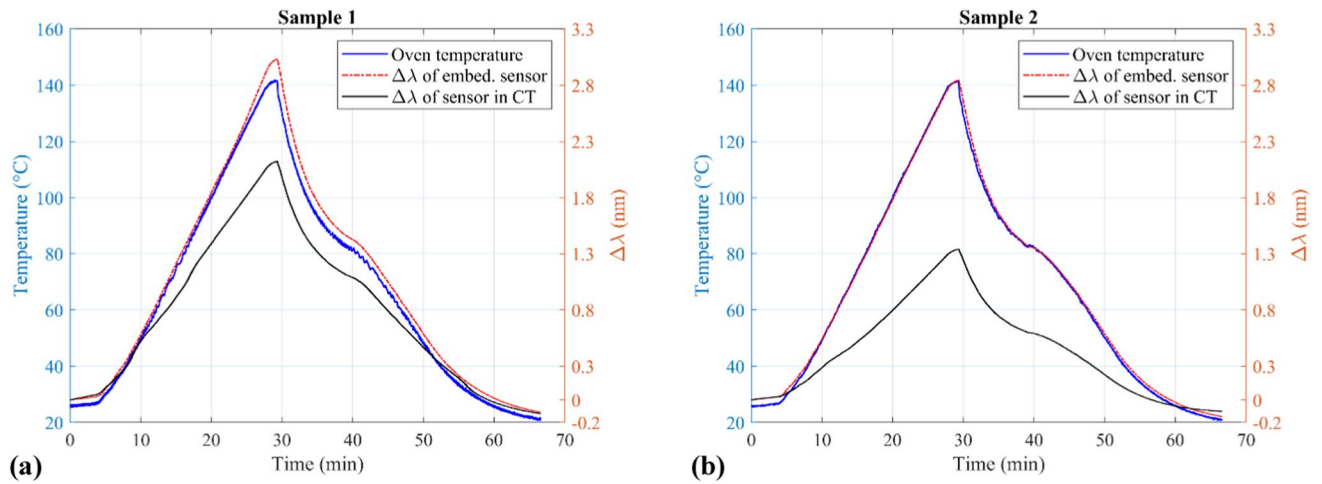 Sample 1
160
140
120
100
80
60
40
20
Temperature (°C)
3.3
2.8
2.3
1.8
1.3
0.8
0.3
0
-0.2
Δλ (nm)
Oven temperature
Δλ of embed. sensor
Δλ of sensor in CT
0 10 20 30 40 50 60 70
Time (min)
(a)
Sample 2
160
140
120
100
80
60
40
20
Temperature (°C)
3.3
2.8
2.3
1.8
1.3
0.8
0.3
0
-0.2
Δλ (nm)
Oven temperature
Δλ of embed. sensor
Δλ of sensor in CT
0 10 20 30 40 50 60 70
Time (min)
(b)